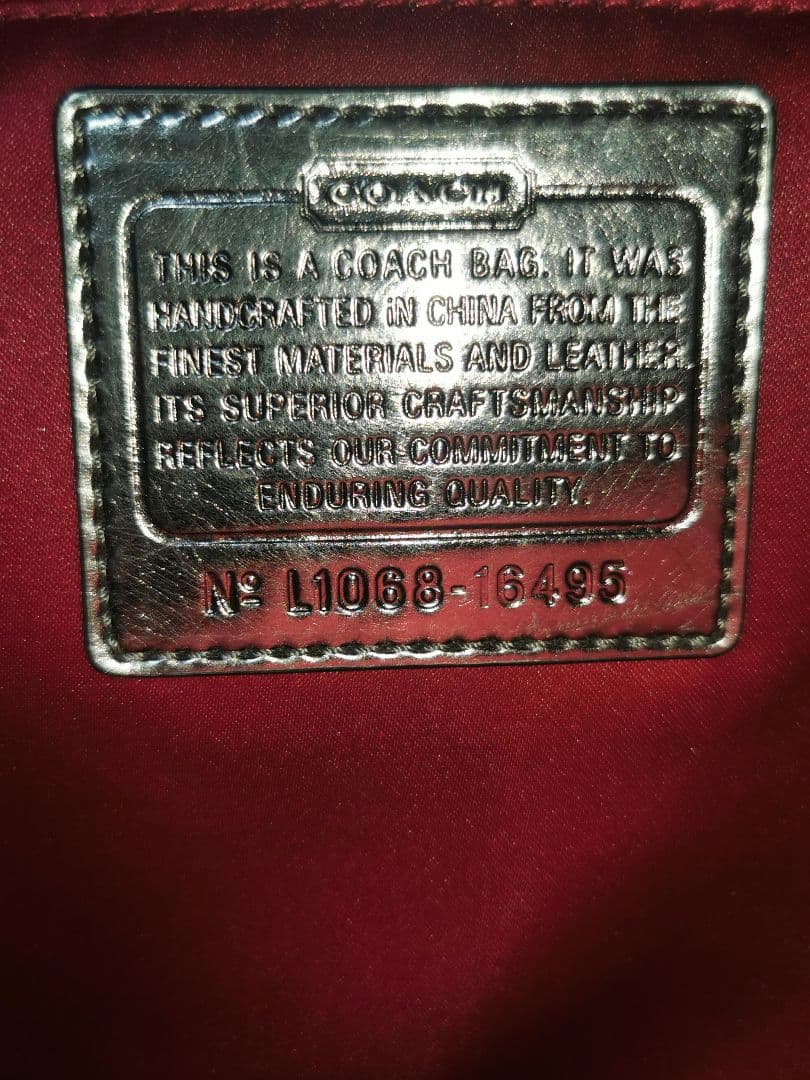 COACH
THIS IS A COACH BAG. IT WAS
HANDCRAFTED iN CHINA FROM THE
FINEST MATERIALS AND LEATHER.
ITS SUPERIOR CRAFTSMANSHIP
REFLECTS OUR COMMITMENT TO
ENDURING QUALITY.
Nº L1068-16495